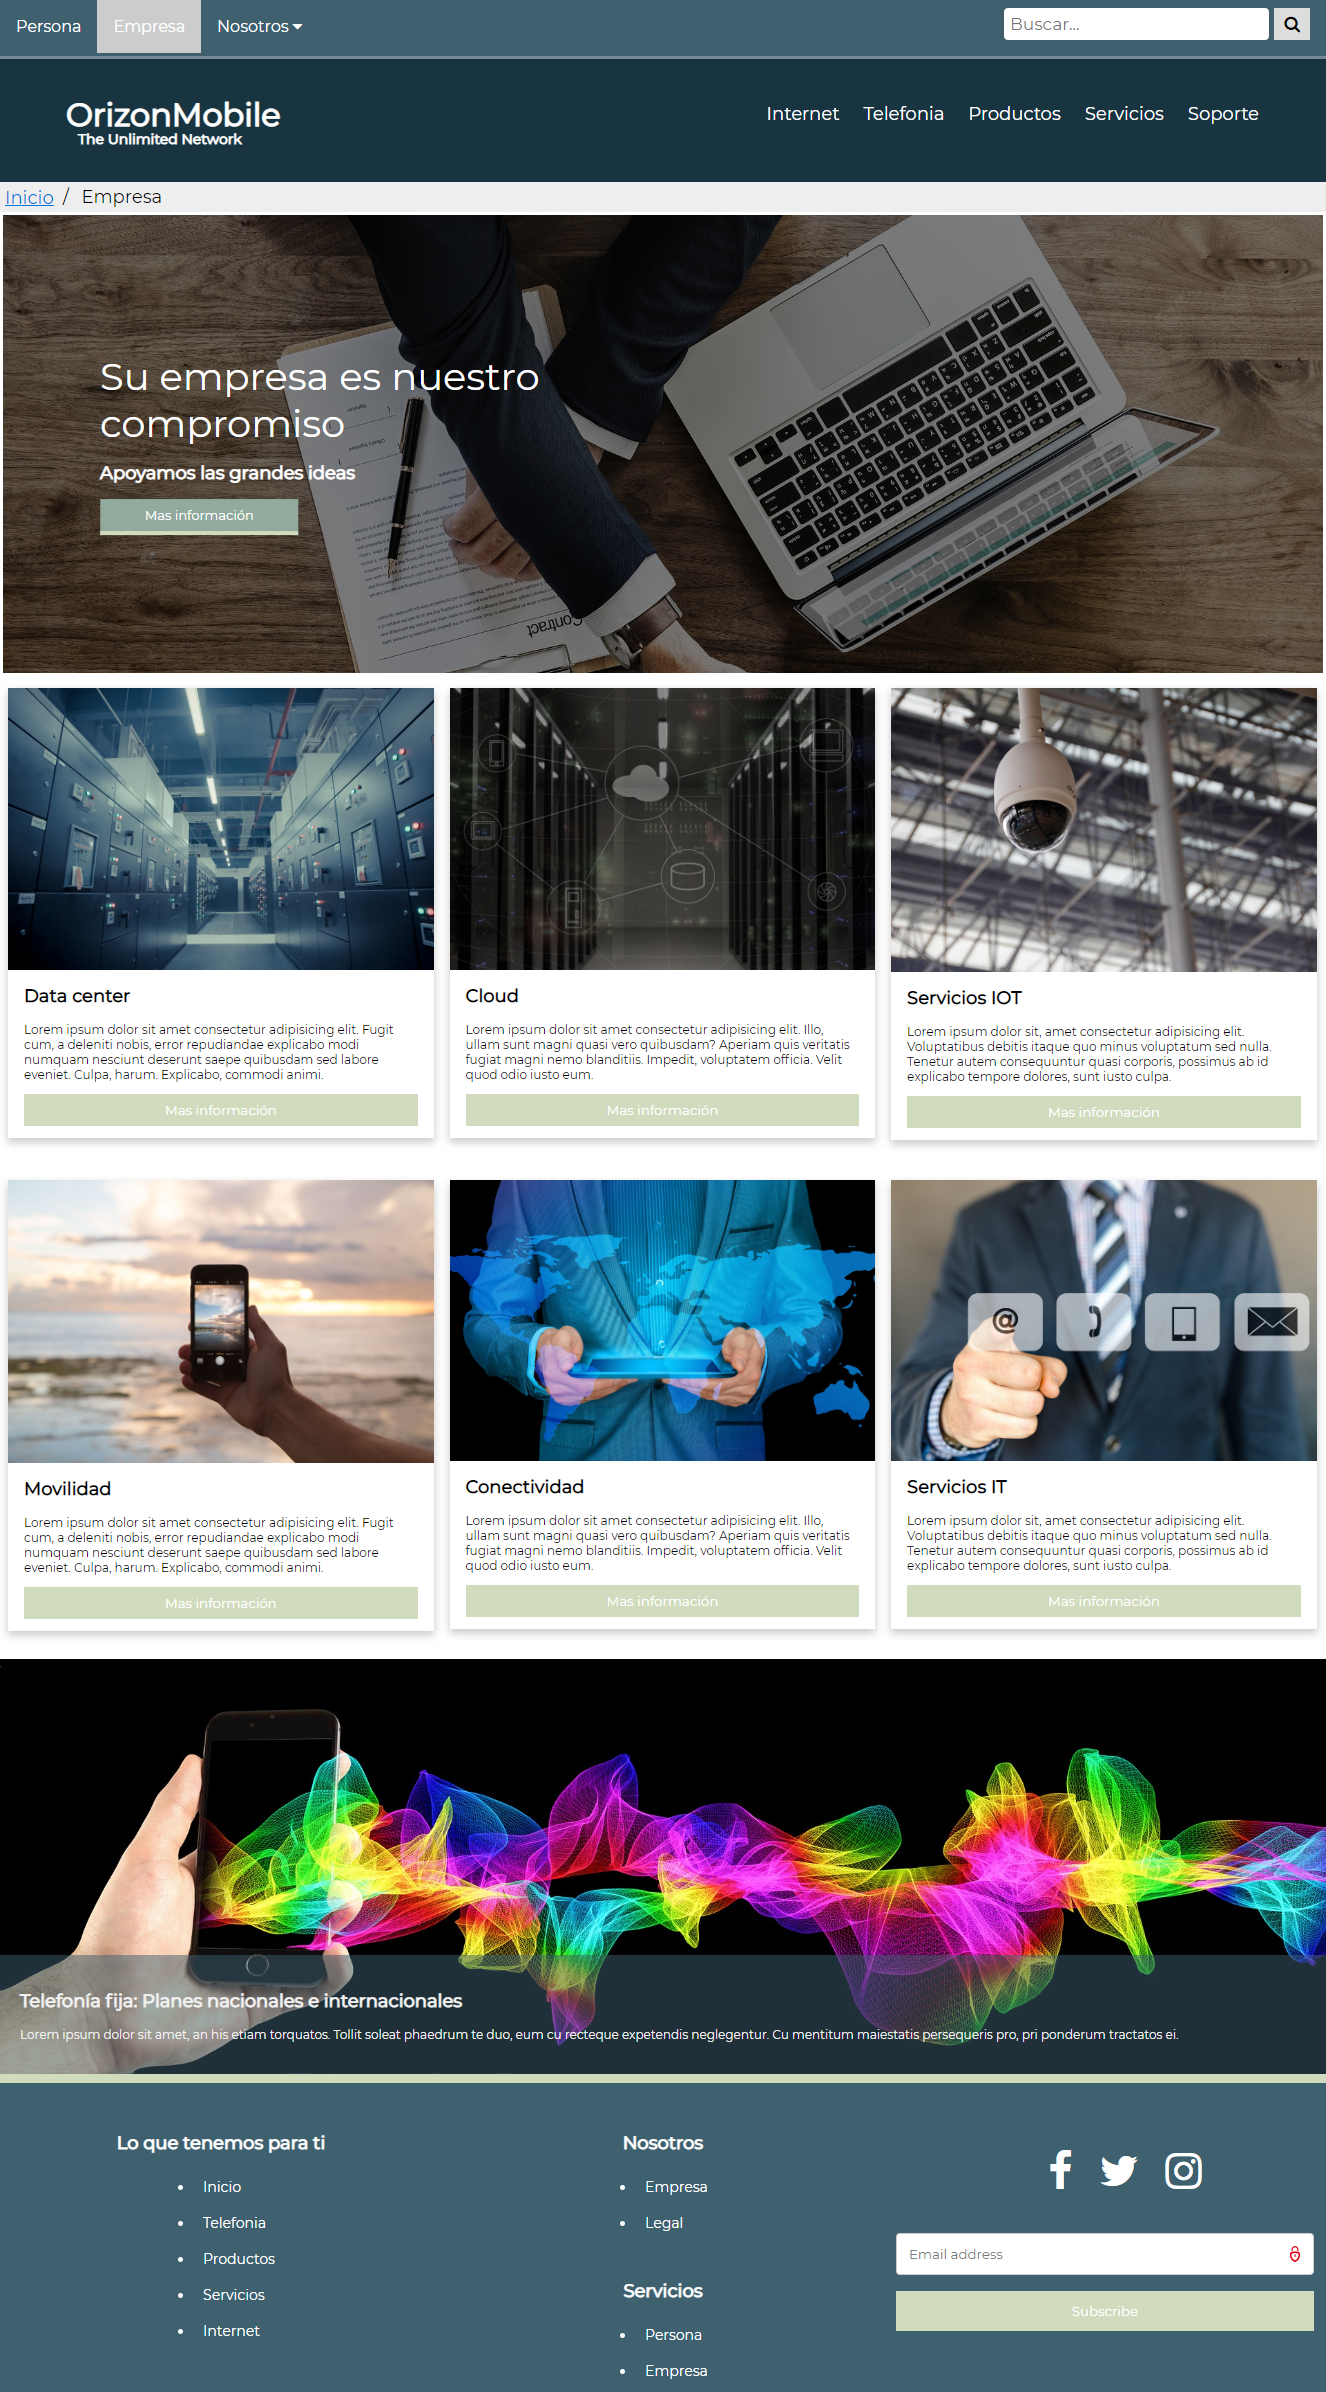 Persona Empresa Nosotros Buscar...
OrizonMobile
The Unlimited Network
Internet Telefonia Productos Servicios Soporte
Inicio / Empresa
Su empresa es nuestro
compromiso
Apoyamos las grandes ideas
Mas información
Contract
Data center
Lorem ipsum dolor sit amet consectetur adipisicing elit. Fugit
cum, a deleniti nobis, error repudiandae explicabo modi
numquam nesciunt deserunt saepe quibusdam sed labore
eveniet. Culpa, harum. Explicabo, commodi animi.
Mas información
Cloud
Lorem ipsum dolor sit amet consectetur adipisicing elit. Illo,
ullam sunt magni quasi vero quibusdam? Aperiam quis veritatis
fugiat magni nemo blanditiis. Impedit, voluptatem officia. Velit
quod odio iusto eum.
Mas información
Servicios IOT
Lorem ipsum dolor sit, amet consectetur adipisicing elit.
Voluptatibus debitis itaque quo minus voluptatum sed nulla.
Tenetur autem consequuntur quasi corporis, possimus ab id
explicabo tempore dolores, sunt iusto culpa.
Mas información
Movilidad
Lorem ipsum dolor sit amet consectetur adipisicing elit. Fugit
cum, a deleniti nobis, error repudiandae explicabo modi
numquam nesciunt deserunt saepe quibusdam sed labore
eveniet. Culpa, harum. Explicabo, commodi animi.
Mas información
Conectividad
Lorem ipsum dolor sit amet consectetur adipisicing elit. Illo,
ullam sunt magni quasi vero quibusdam? Aperiam quis veritatis
fugiat magni nemo blanditiis. Impedit, voluptatem officia. Velit
quod odio iusto eum.
Mas información
@
Servicios IT
Lorem ipsum dolor sit, amet consectetur adipisicing elit.
Voluptatibus debitis itaque quo minus voluptatum sed nulla.
Tenetur autem consequuntur quasi corporis, possimus ab id
explicabo tempore dolores, sunt iusto culpa.
Mas información
Telefonía fija: Planes nacionales e internacionales
Lorem ipsum dolor sit amet, an his etiam torquatos. Tollit soleat phaedrum te duo, eum cu recteque expetendis neglegentur. Cu mentitum maiestatis persequeris pro, pri ponderum tractatos ei.
Lo que tenemos para ti
Inicio
Telefonia
Productos
Servicios
Internet
Nosotros
Empresa
Legal
Servicios
Persona
Empresa
Email address
Subscribe